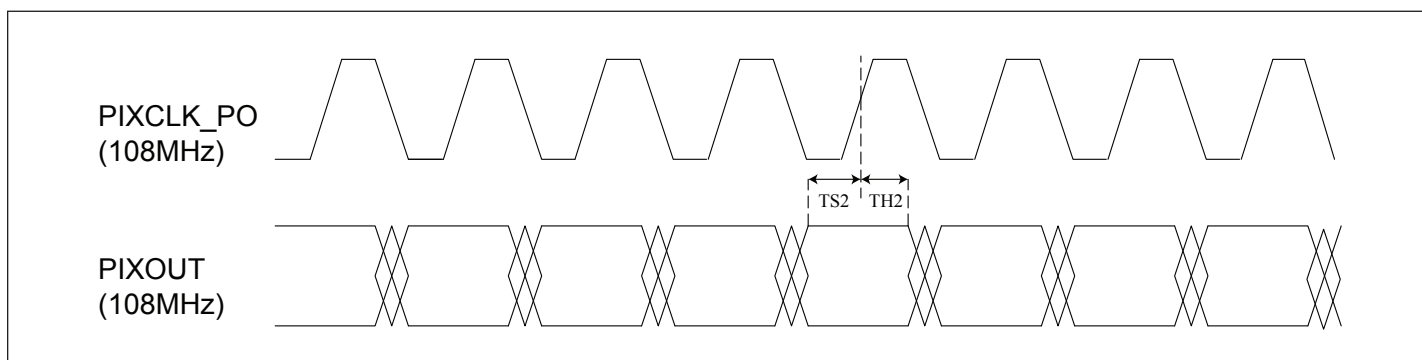 PIXCLK_PO
(108MHz)
TS2 TH2
PIXOUT
(108MHz)